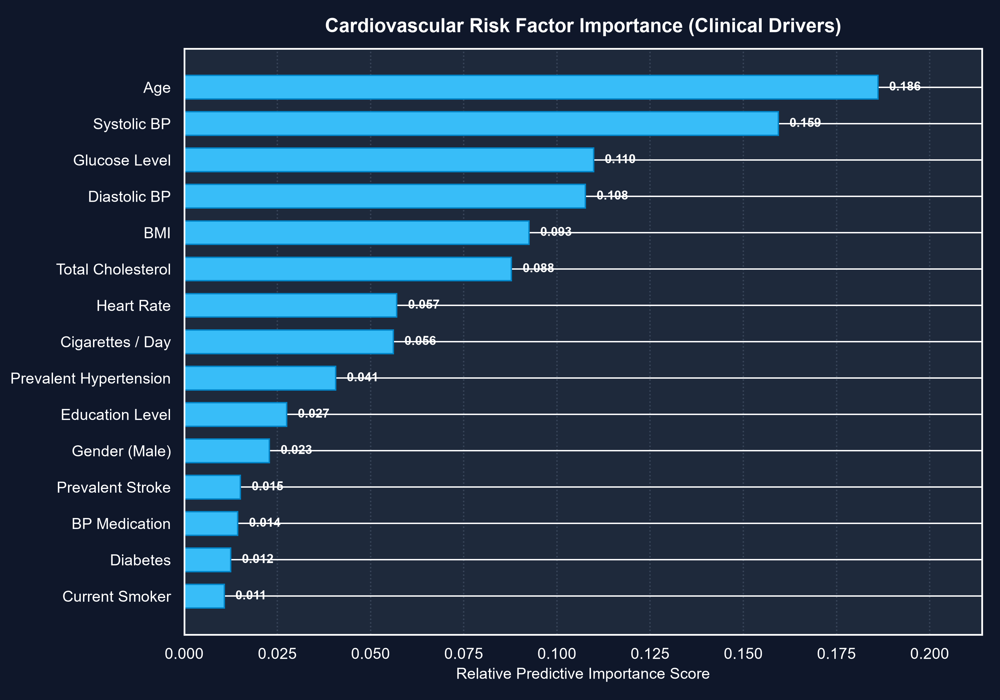 Cardiovascular Risk Factor Importance (Clinical Drivers)
Age 0.186
Systolic BP 0.159
Glucose Level 0.110
Diastolic BP 0.108
BMI 0.093
Total Cholesterol 0.088
Heart Rate 0.057
Cigarettes / Day 0.056
Prevalent Hypertension 0.041
Education Level 0.027
Gender (Male) 0.023
Prevalent Stroke 0.015
BP Medication 0.014
Diabetes 0.012
Current Smoker 0.011
0.000 0.025 0.050 0.075 0.100 0.125 0.150 0.175 0.200
Relative Predictive Importance Score